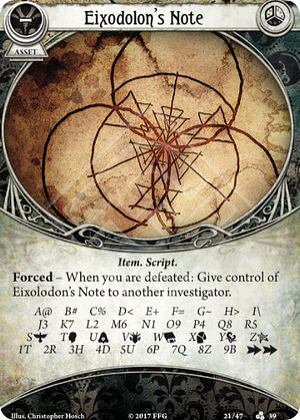 Eixodolon's Note
ASSET
Item. Script.
Forced – When you are defeated: Give control of
Eixolodon's Note to another investigator.
A@ B# C% D< E+ F= G~ H> I\
J3 K7 L2 M6 N1 O9 P4 Q8 R5
S T U V W X Y Z
1T 2R 3H 4D 5U 6P 7Q 8Z 9B
Illus. Christopher Hosch
© 2017 FFG
21/47
39